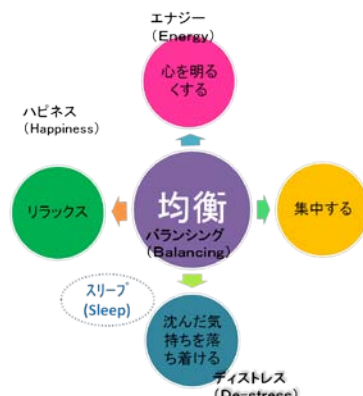 エナジー
(Energy)
心を明る
くする
ハピネス
(Happiness)
リラックス
均衡
バランシング
(Balancing)
集中する
スリープ
(Sleep)
沈んだ気
持ちを落
ち着ける
ディストレス
(De-stress)